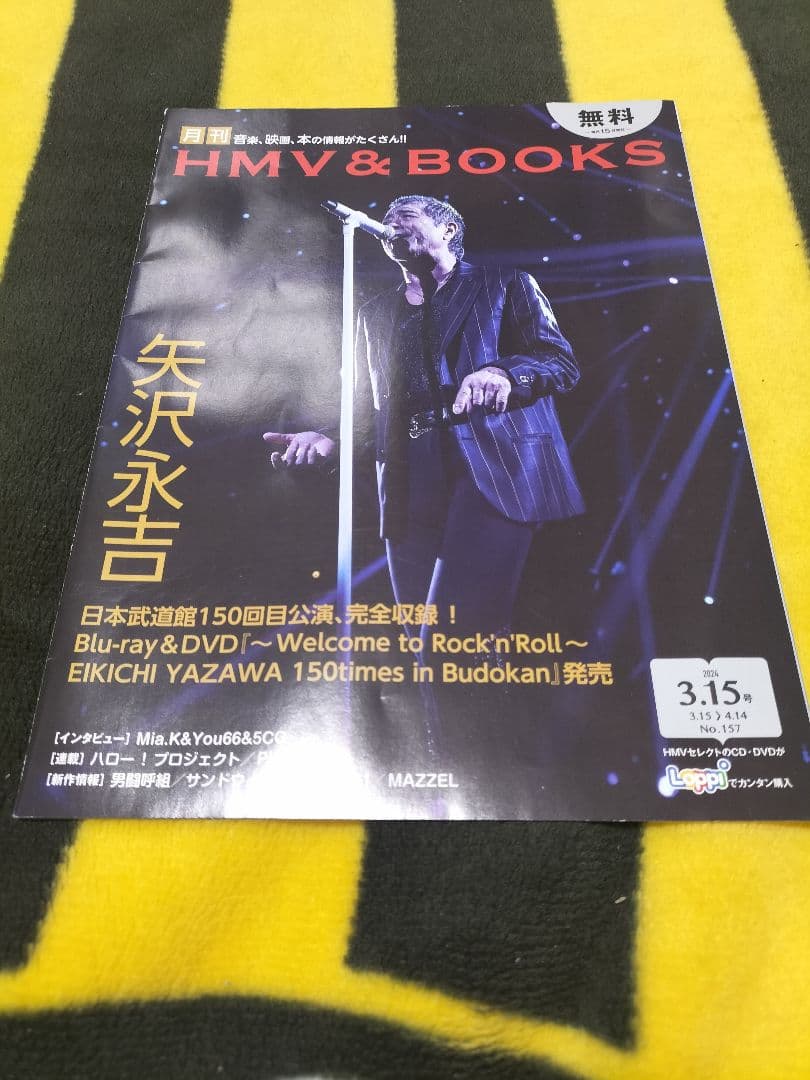 無料
月刊 音楽、映画、本の情報がたくさん!!
HMV & BOOKS
矢沢永吉
日本武道館150回目公演、完全収録！
Blu-ray＆DVD『〜Welcome to Rock'n'Roll〜
EIKICHI YAZAWA 150times in Budokan』発売
2024
3.15号
3.15 〉 4.14
No.157
[インタビュー] Mia.K&You66&5CG
[連載] ハロー！プロジェクト／
[新作情報] 男闘呼組／サンドウ MAZZEL
HMVセレクトのCD・DVDが
Loppiでカンタン購入